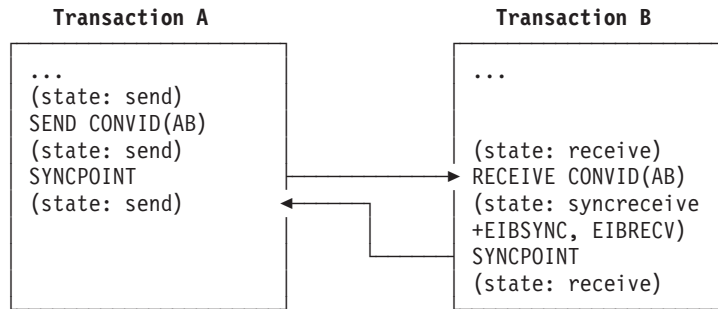 Transaction A
...
(state: send)
SEND CONVID(AB)
(state: send)
SYNCPOINT
(state: send)
Transaction B
...
(state: receive)
RECEIVE CONVID(AB)
(state: syncreceive
+EIBSYNC, EIBRECV)
SYNCPOINT
(state: receive)